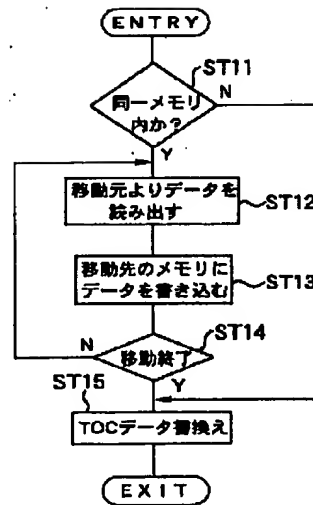 ENTRY
ST11
同一メモリ
内か?
N
Y
移動元よりデータを
読み出す
ST12
移動先のメモリに
データを書き込む
ST13
ST14
移動終了
N
Y
ST15
TOCデータ書換え
EXIT